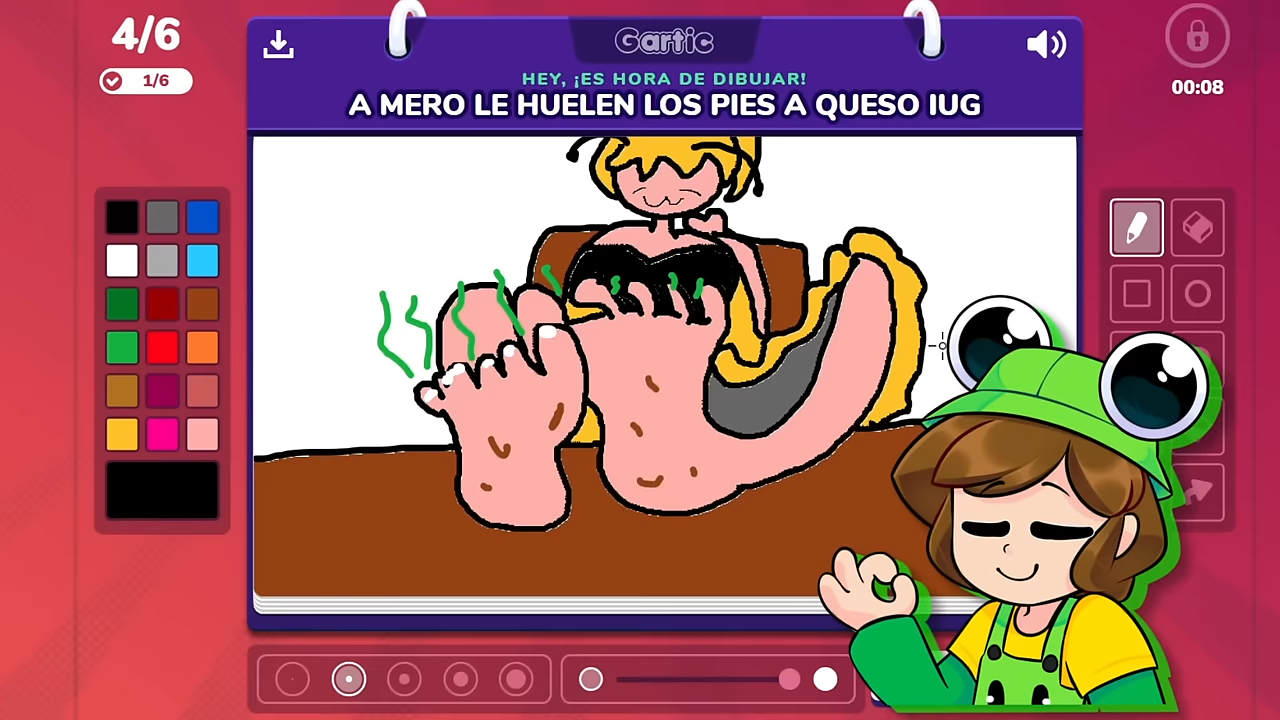 4/6
1/6
Gartic
HEY, ¡ES HORA DE DIBUJAR!
A MERO LE HUELEN LOS PIES A QUESO IUG
00:08